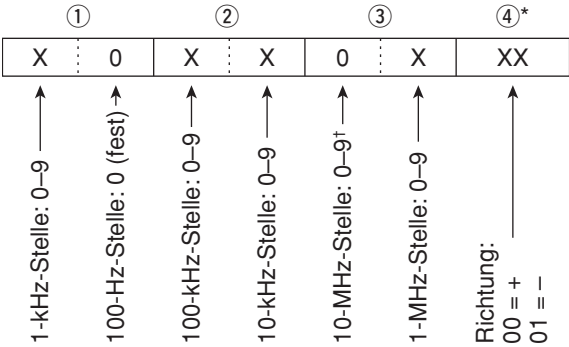 ① ② ③ ④*
X 0 X X 0 X XX
1-kHz-Stelle: 0–9
100-Hz-Stelle: 0 (fest)
100-kHz-Stelle: 0–9
10-kHz-Stelle: 0–9
10-MHz-Stelle: 0–9†
1-MHz-Stelle: 0–9
Richtung:
00 = +
01 = –